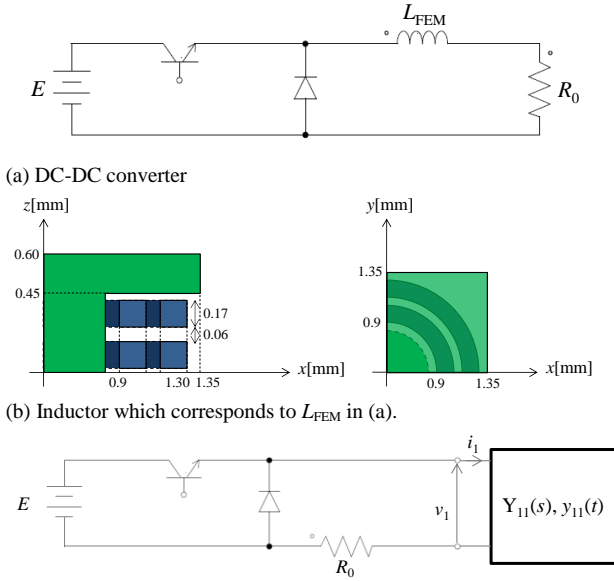 L_FEM
E
R_0
(a) DC-DC converter
z[mm]
0.60
0.45
0.17
0.06
0.9
1.30
1.35
x[mm]
y[mm]
1.35
0.9
0.9
1.35
x[mm]
(b) Inductor which corresponds to L_FEM in (a).
i_1
E
v_1
Y_11(s), y_11(t)
R_0